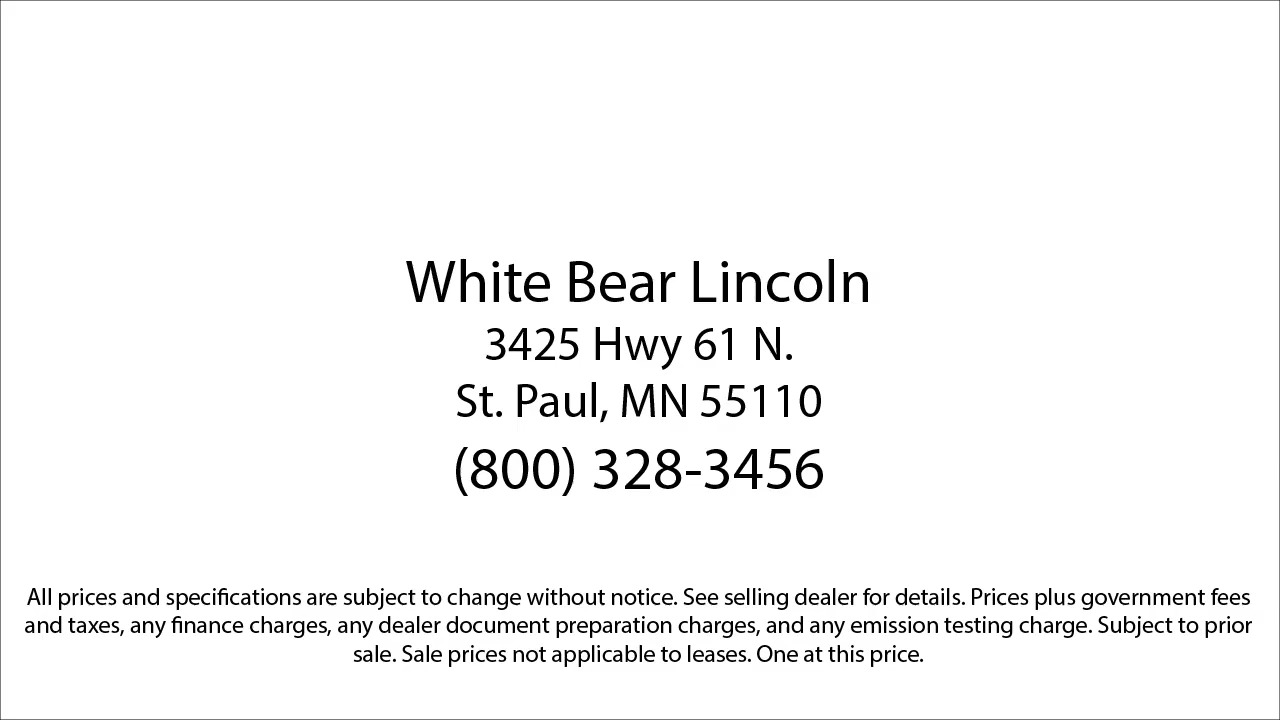 White Bear Lincoln
3425 Hwy 61 N.
St. Paul, MN 55110
(800) 328-3456
All prices and specifications are subject to change without notice. See selling dealer for details. Prices plus government fees
and taxes, any finance charges, any dealer document preparation charges, and any emission testing charge. Subject to prior
sale. Sale prices not applicable to leases. One at this price.